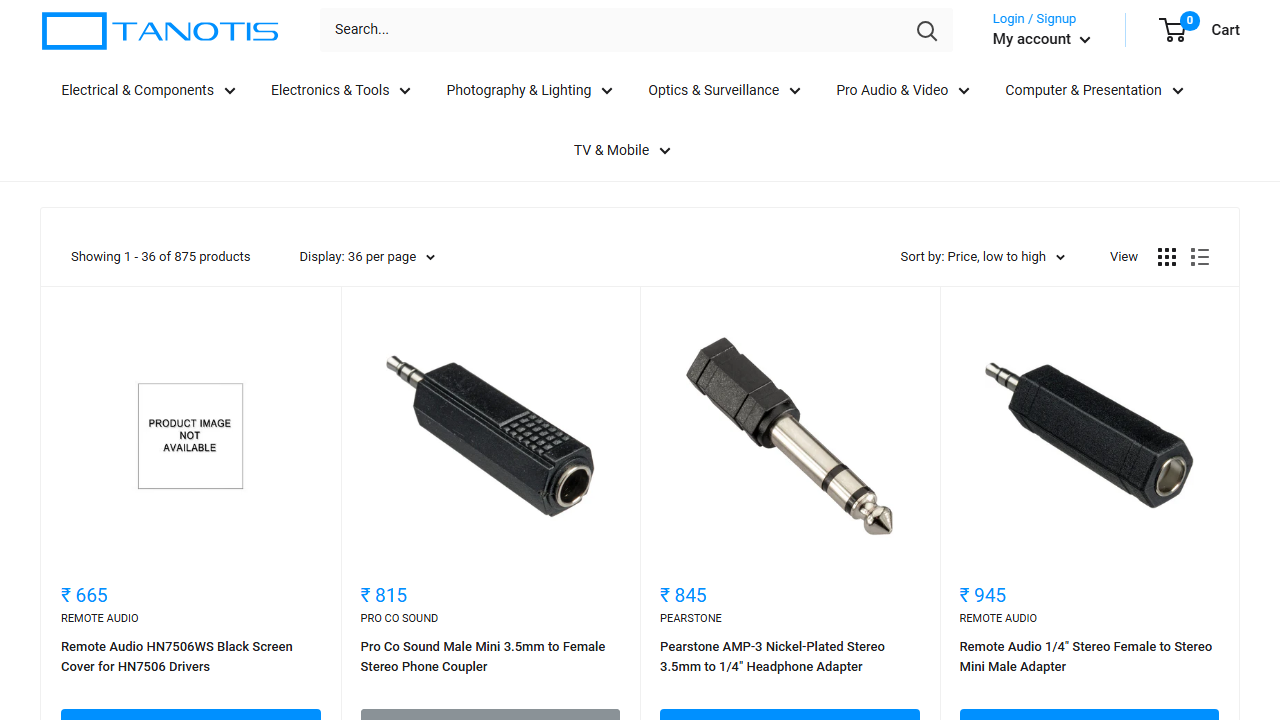 TANOTIS
Search...
Login / Signup
My account
0
Cart
Electrical & Components
Electronics & Tools
Photography & Lighting
Optics & Surveillance
Pro Audio & Video
Computer & Presentation
TV & Mobile
Showing 1 - 36 of 875 products
Display: 36 per page
Sort by: Price, low to high
View
PRODUCT IMAGE
NOT
AVAILABLE
₹ 665
REMOTE AUDIO
Remote Audio HN7506WS Black Screen
Cover for HN7506 Drivers
₹ 815
PRO CO SOUND
Pro Co Sound Male Mini 3.5mm to Female
Stereo Phone Coupler
₹ 845
PEARSTONE
Pearstone AMP-3 Nickel-Plated Stereo
3.5mm to 1/4" Headphone Adapter
₹ 945
REMOTE AUDIO
Remote Audio 1/4" Stereo Female to Stereo
Mini Male Adapter